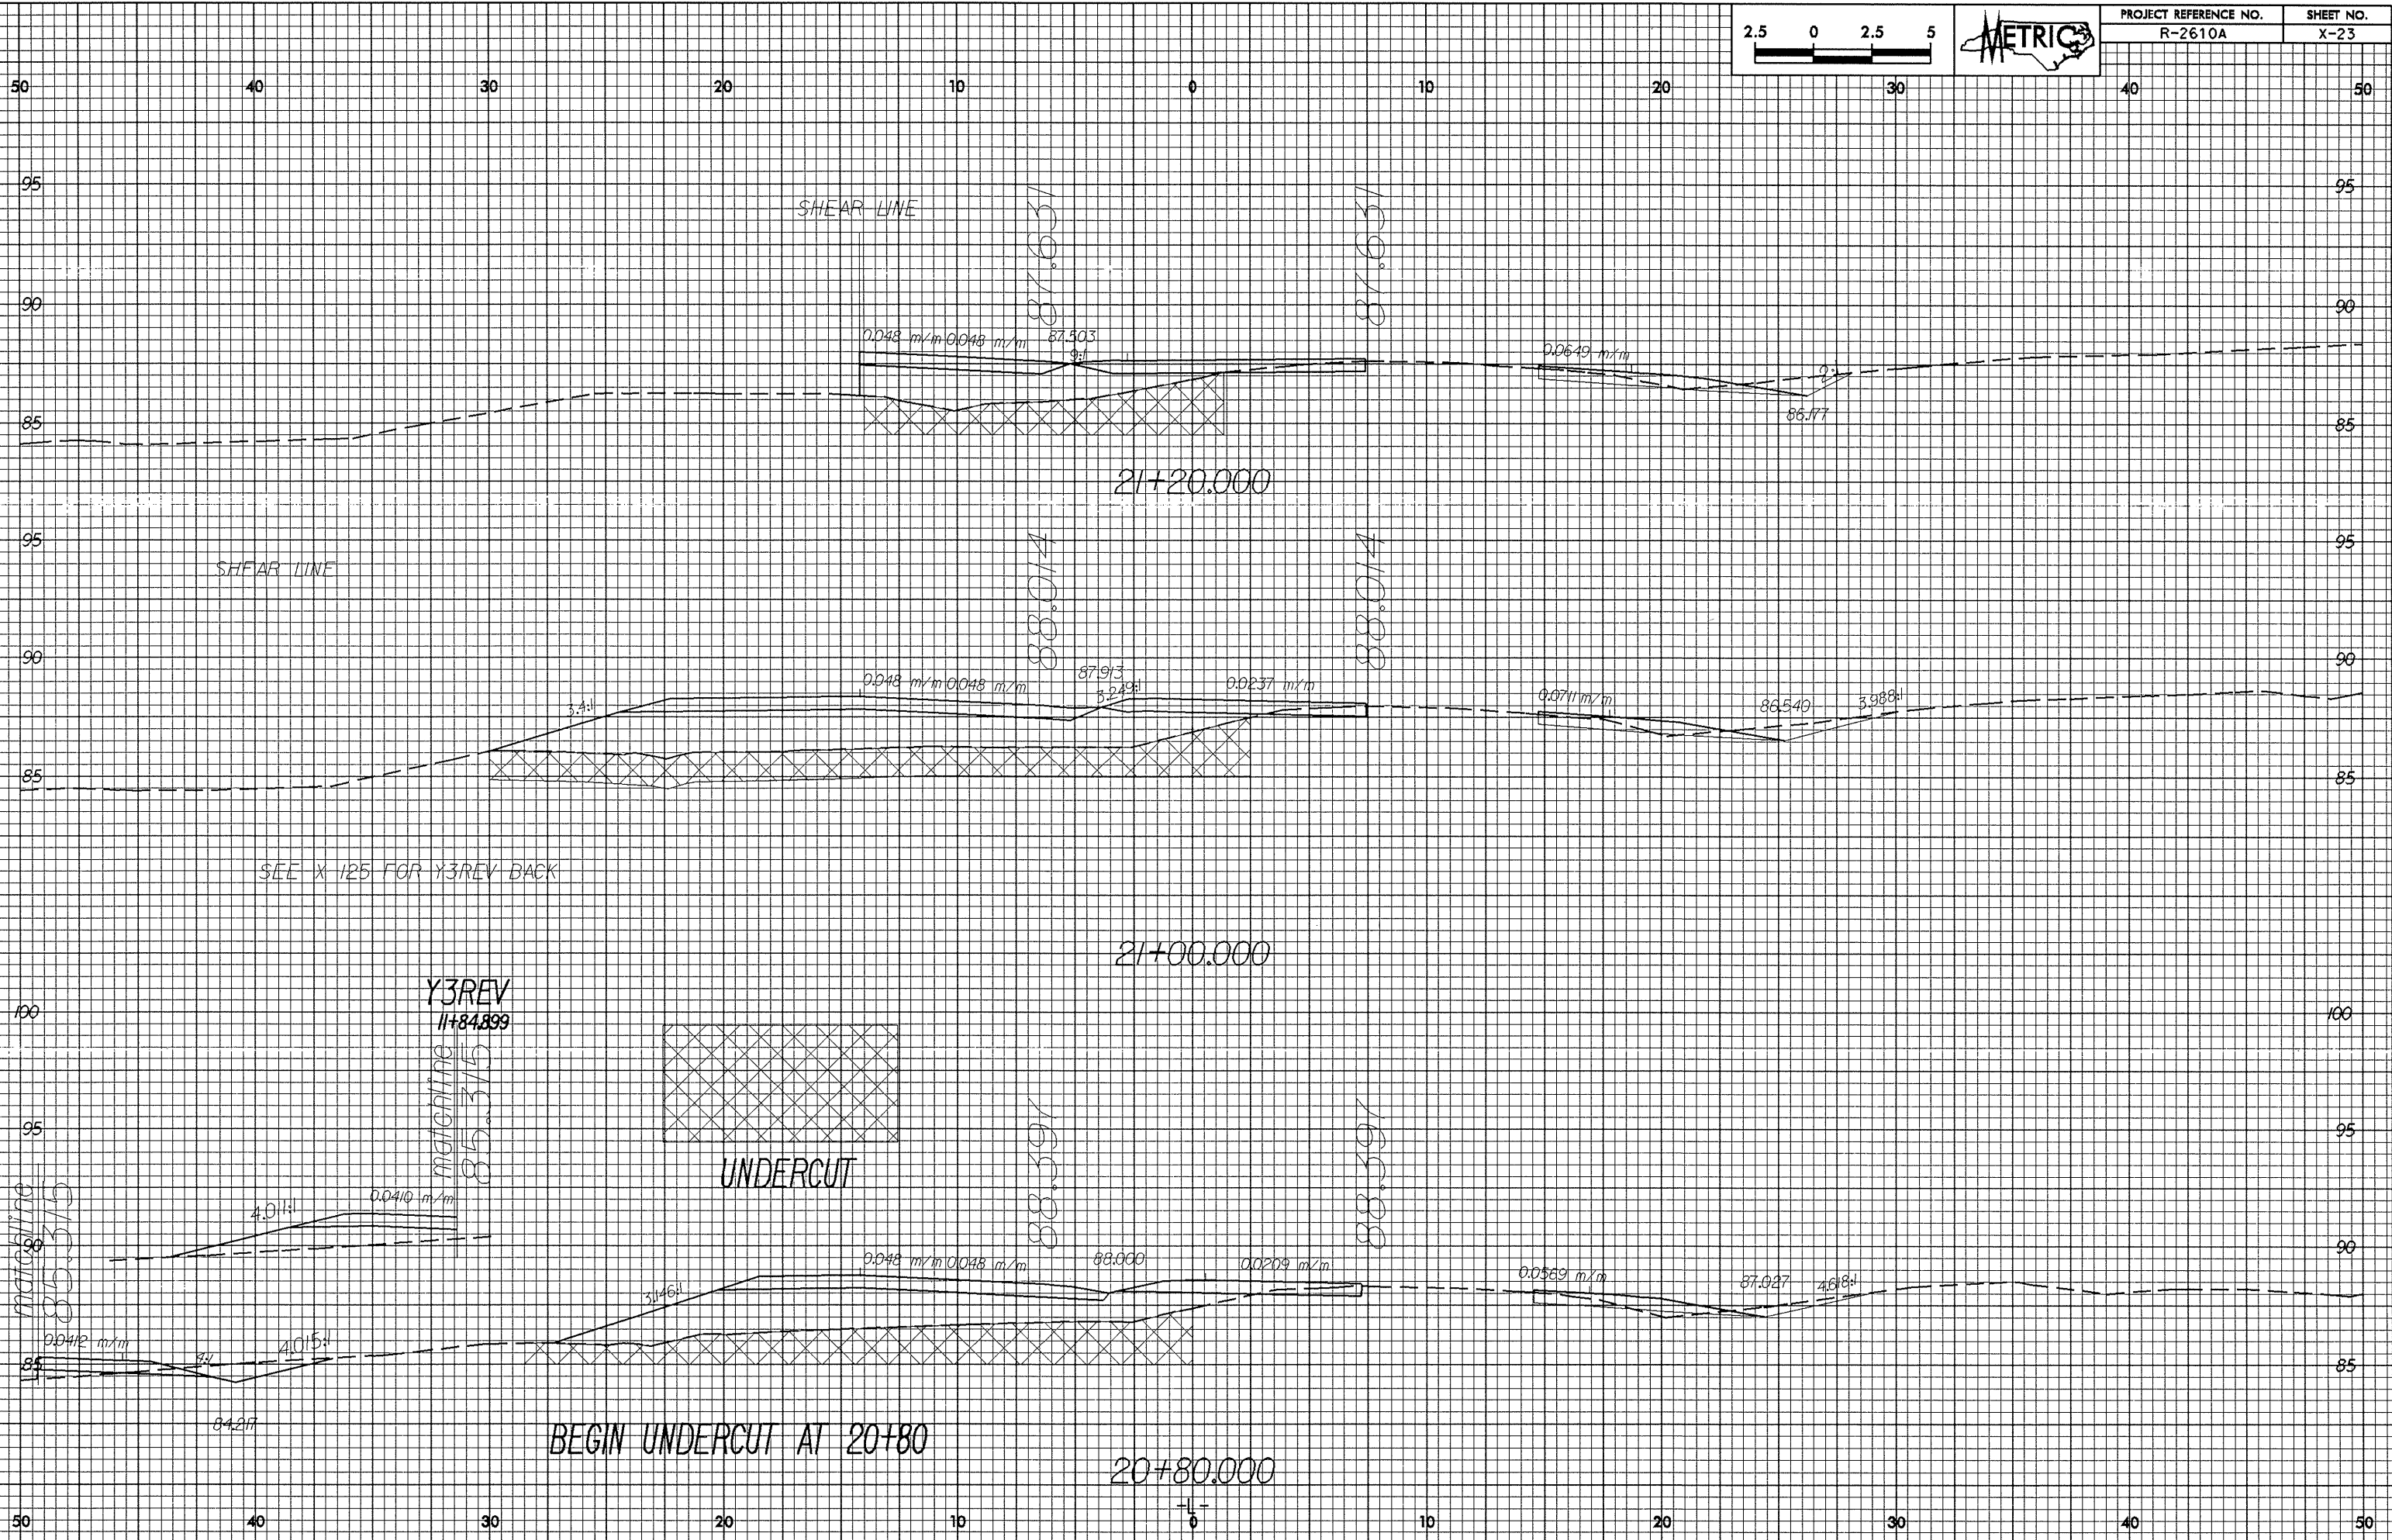 PROJECT REFERENCE NO. SHEET NO.
R-2610A X-23
2.5 0 2.5 5
METRIC
50 40 30 20 10 0 10 20 30 40 50
95 95
SHEAR LINE
87.637 87.637
90 90
0.048 m/m 0.048 m/m 87.503
9:1
0.0649 m/m
2:1
86.177
85 85
21+20.000
95 95
SHEAR LINE
88.014 88.014
90 90
0.048 m/m 0.048 m/m 87.913 0.0237 m/m
3.4:1 3.249:1
0.0711 m/m 86.540 3.988:1
85 85
SEE X-125 FOR Y3REV BACK
21+00.000
Y3REV
11+84.899
100 100
matchline
85.315
95 95
UNDERCUT
88.397 88.397
matchline
85.315
4.011:1 0.0410 m/m
90 90
0.048 m/m 0.048 m/m 88.000 0.0209 m/m
3.146:1
0.0569 m/m 87.027 4.618:1
0.0412 m/m 4:1 4.015:1
85 85
84.217
BEGIN UNDERCUT AT 20+80
20+80.000
-L-
50 40 30 20 10 0 10 20 30 40 50